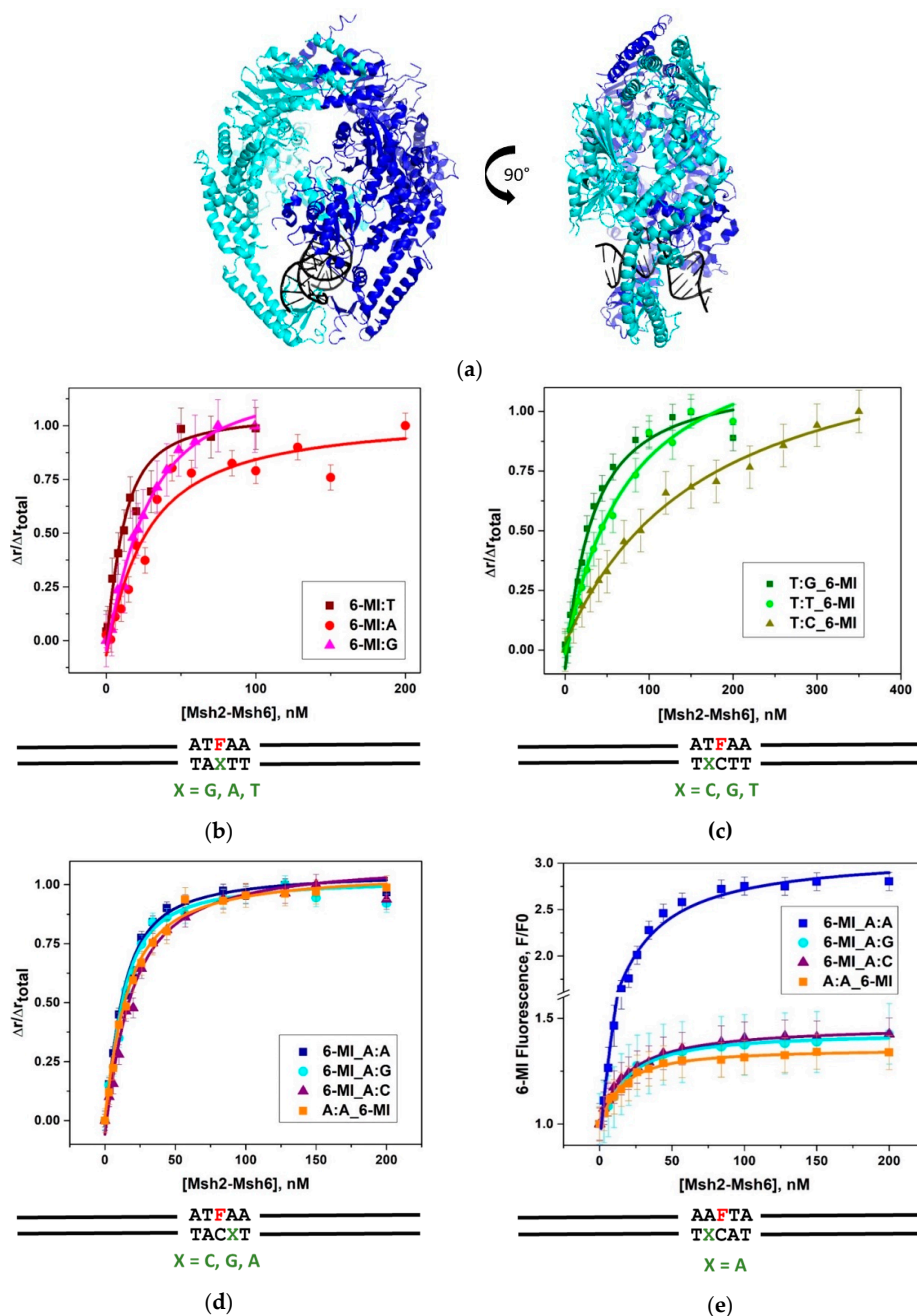 90°
(a)
1.00
0.75
0.50
0.25
0.00
Δr/Δrtotal
6-MI:T
6-MI:A
6-MI:G
0
100
200
[Msh2-Msh6], nM
ATFAA
TAXTT
X = G, A, T
(b)
1.00
0.75
0.50
0.25
0.00
Δr/Δrtotal
T:G_6-MI
T:T_6-MI
T:C_6-MI
0
100
200
300
400
[Msh2-Msh6], nM
ATFAA
TXCTT
X = C, G, T
(c)
1.00
0.75
0.50
0.25
0.00
Δr/Δrtotal
6-MI_A:A
6-MI_A:G
6-MI_A:C
A:A_6-MI
0
50
100
150
200
[Msh2-Msh6], nM
ATFAA
TACXT
X = C, G, A
(d)
3.0
2.5
1.5
1.0
6-MI Fluorescence, F/F0
6-MI_A:A
6-MI_A:G
6-MI_A:C
A:A_6-MI
0
50
100
150
200
[Msh2-Msh6], nM
AAFTA
TXCAT
X = A
(e)